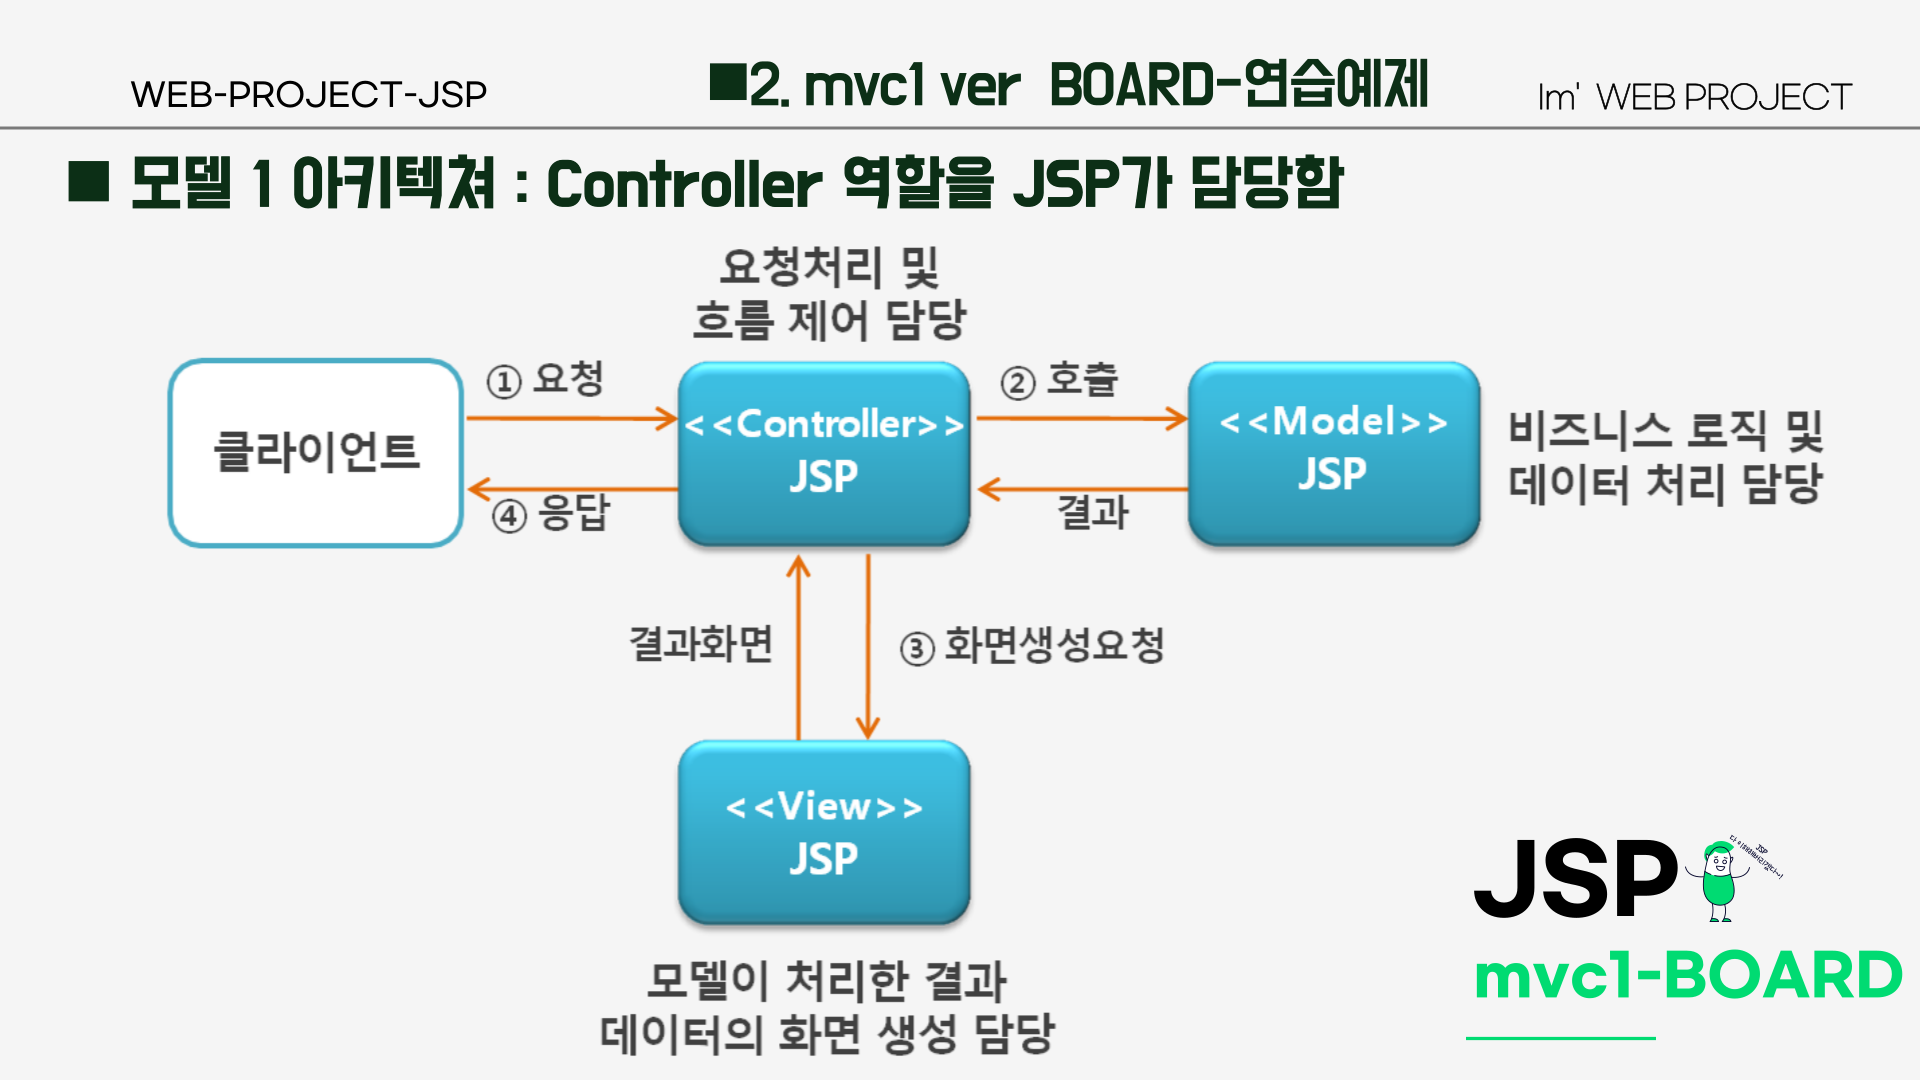 WEB-PROJECT-JSP
■2. mvc1 ver BOARD-연습예제
Im' WEB PROJECT
■ 모델 1 아키텍쳐 : Controller 역할을 JSP가 담당함
요청처리 및
흐름 제어 담당
① 요청
② 호출
클라이언트
<<Controller>>
JSP
<<Model>>
JSP
비즈니스 로직 및
데이터 처리 담당
④ 응답
결과
결과화면
③ 화면생성요청
<<View>>
JSP
모델이 처리한 결과
데이터의 화면 생성 담당
JSP
JSP
mvc1-BOARD